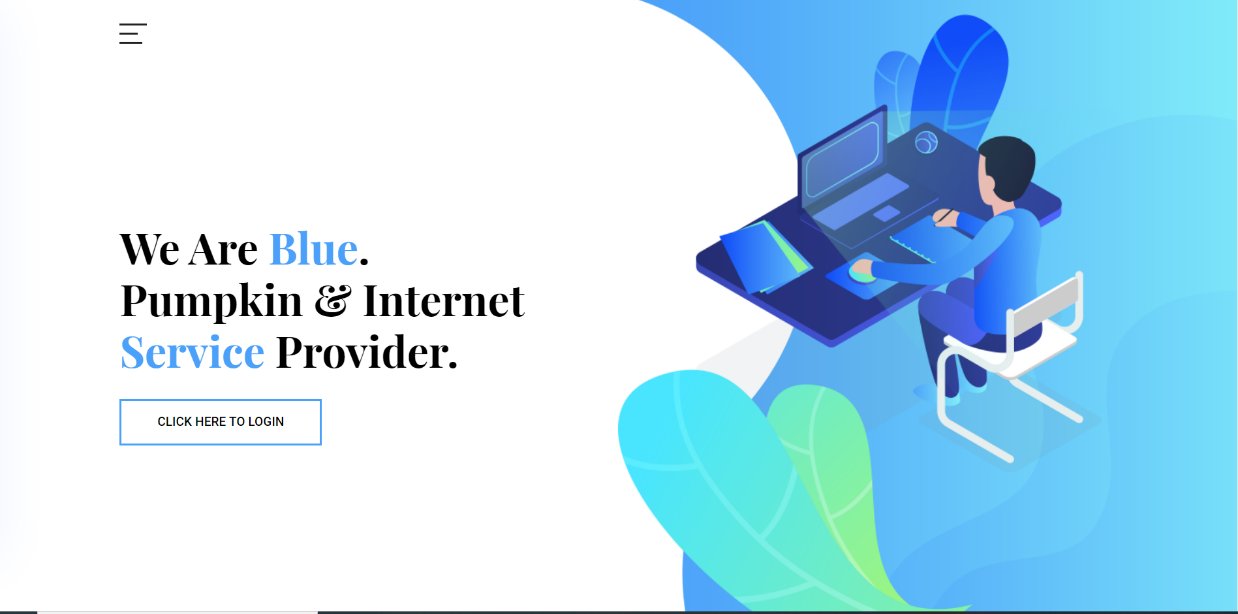 We Are Blue.
Pumpkin & Internet
Service Provider.
CLICK HERE TO LOGIN